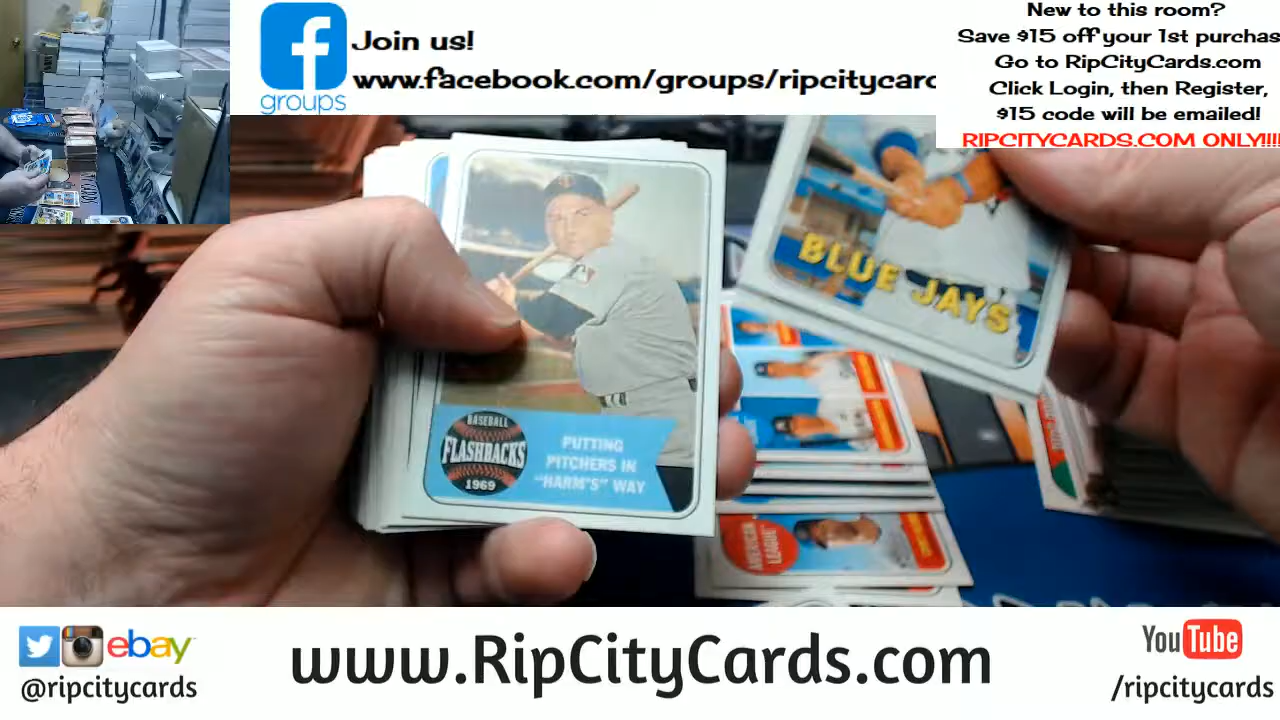 Join us!
www.facebook.com/groups/ripcitycarc
groups
New to this room?
Save $15 off your 1st purchas
Go to RipCityCards.com
Click Login, then Register,
$15 code will be emailed!
RIPCITYCARDS.COM ONLY!!!!
BLUE JAYS
BASEBALL
FLASHBACKS
1969
PUTTING
PITCHERS IN
"HARM'S" WAY
AMERICAN
LEAGUE
ebay
@ripcitycards
www.RipCityCards.com
YouTube
/ripcitycards